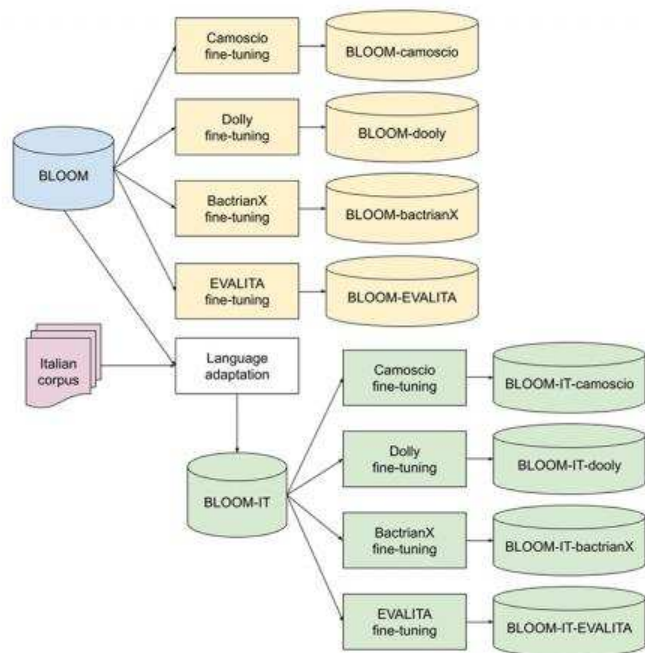 Camoscio
fine-tuning
BLOOM-camoscio
Dolly
fine-tuning
BLOOM-dooly
BLOOM
BactrianX
fine-tuning
BLOOM-bactrianX
EVALITA
fine-tuning
BLOOM-EVALITA
Italian
corpus
Language
adaptation
Camoscio
fine-tuning
BLOOM-IT-camoscio
Dolly
fine-tuning
BLOOM-IT-dooly
BLOOM-IT
BactrianX
fine-tuning
BLOOM-IT-bactrianX
EVALITA
fine-tuning
BLOOM-IT-EVALITA